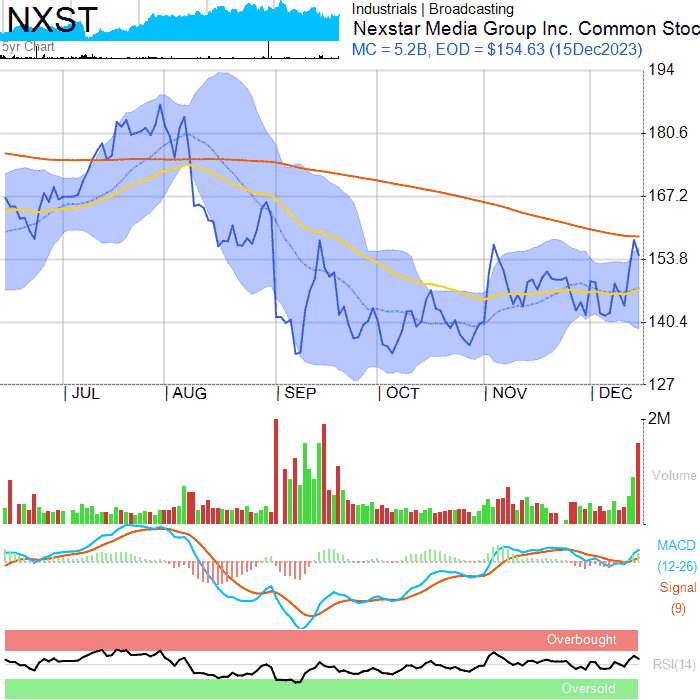 NXST
5yr Chart
Industrials | Broadcasting
Nexstar Media Group Inc. Common Stoc
MC = 5.2B, EOD = $154.63 (15Dec2023)
194
180.6
167.2
153.8
140.4
127
JUL
AUG
SEP
OCT
NOV
DEC
2M
Volume
MACD
(12-26)
Signal
(9)
Overbought
RSI(14)
Oversold